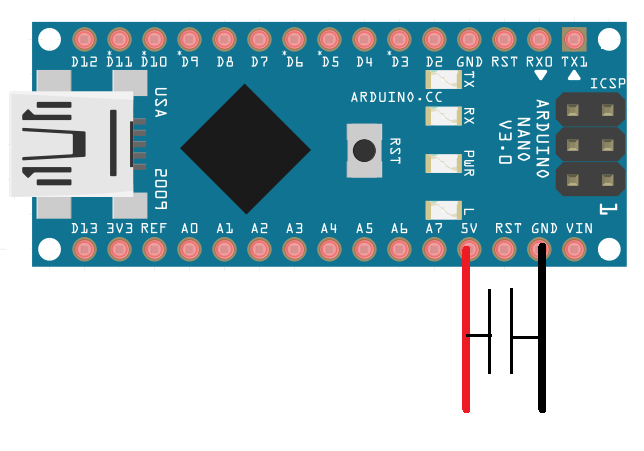 D12 *D11 *D10 *D9 D8 D7 *D6 *D5 D4 *D3 D2 GND RST RX0 TX1
ICSP
TX
ARDUINO.CC
RX
USA
2009
RST
PWR
L
ARDUINO
NANO
V3.0
1
D13 3V3 REF A0 A1 A2 A3 A4 A5 A6 A7 5V RST GND VIN